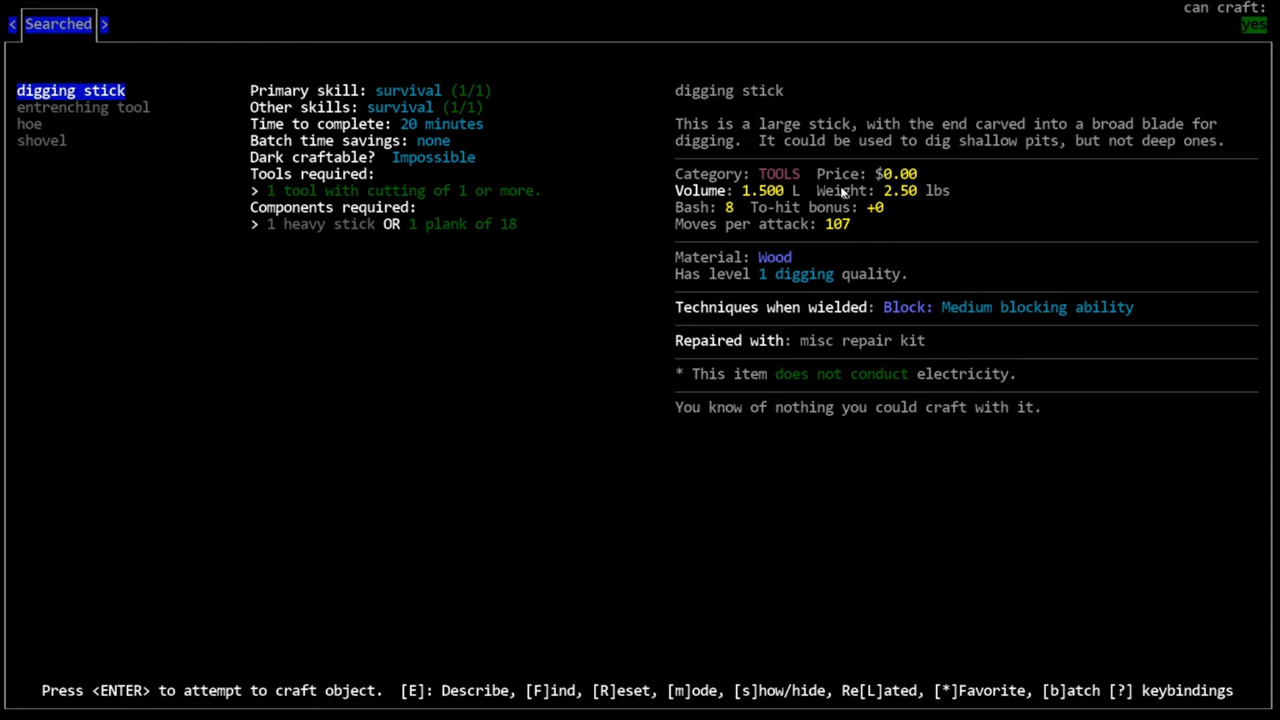 can craft:
< Searched >
yes
digging stick
entrenching tool
hoe
shovel
Primary skill: survival (1/1)
Other skills: survival (1/1)
Time to complete: 20 minutes
Batch time savings: none
Dark craftable? Impossible
Tools required:
> 1 tool with cutting of 1 or more.
Components required:
> 1 heavy stick OR 1 plank of 18
digging stick
This is a large stick, with the end carved into a broad blade for
digging. It could be used to dig shallow pits, but not deep ones.
Category: TOOLS Price: $0.00
Volume: 1.500 L Weight: 2.50 lbs
Bash: 8 To-hit bonus: +0
Moves per attack: 107
Material: Wood
Has level 1 digging quality.
Techniques when wielded: Block: Medium blocking ability
Repaired with: misc repair kit
* This item does not conduct electricity.
You know of nothing you could craft with it.
Press <ENTER> to attempt to craft object. [E]: Describe, [F]ind, [R]eset, [m]ode, [s]how/hide, Re[L]ated, [*]Favorite, [b]atch [?] keybindings